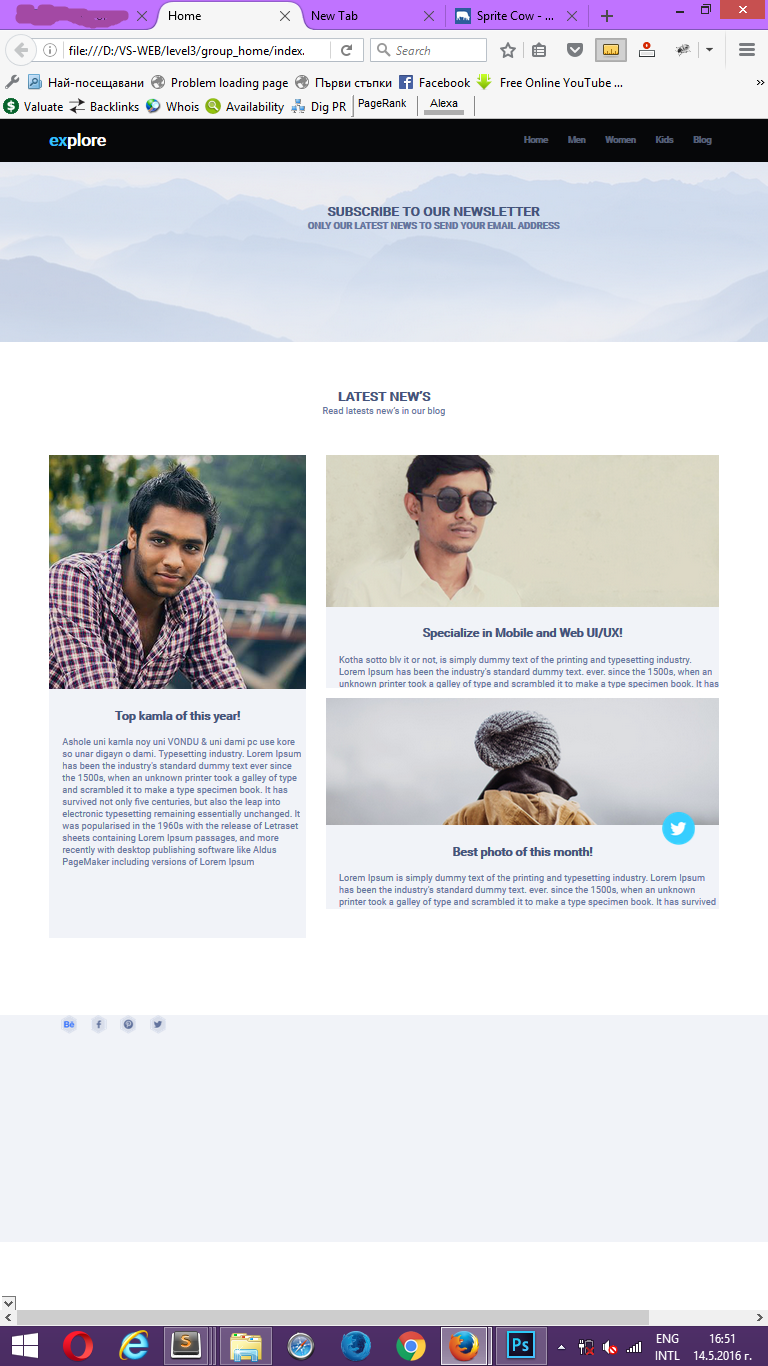 Home
New Tab
Sprite Cow - ...
file:///D:/VS-WEB/level3/group_home/index.
Search
Най-посещавани
Problem loading page
Първи стъпки
Facebook
Free Online YouTube ...
Valuate
Backlinks
Whois
Availability
Dig PR
PageRank
Alexa
explore
Home
Men
Women
Kids
Blog
SUBSCRIBE TO OUR NEWSLETTER
ONLY OUR LATEST NEWS TO SEND YOUR EMAIL ADDRESS
LATEST NEW'S
Read latests new's in our blog
Top kamla of this year!
Ashole uni kamla noy uni VONDU & uni dami pc use kore
so unar digayn o dami. Typesetting industry. Lorem Ipsum
has been the industry's standard dummy text ever since
the 1500s, when an unknown printer took a galley of type
and scrambled it to make a type specimen book. It has
survived not only five centuries, but also the leap into
electronic typesetting remaining essentially unchanged. It
was popularised in the 1960s with the release of Letraset
sheets containing Lorem Ipsum passages, and more
recently with desktop publishing software like Aldus
PageMaker including versions of Lorem Ipsum
Specialize in Mobile and Web UI/UX!
Kotha sotto blv it or not, is simply dummy text of the printing and typesetting industry.
Lorem Ipsum has been the industry's standard dummy text. ever. since the 1500s, when an
unknown printer took a galley of type and scrambled it to make a type specimen book. It has
Best photo of this month!
Lorem Ipsum is simply dummy text of the printing and typesetting industry. Lorem Ipsum
has been the industry's standard dummy text. ever. since the 1500s, when an unknown
printer took a galley of type and scrambled it to make a type specimen book. It has survived
Bē
ENG
INTL
16:51
14.5.2016 г.